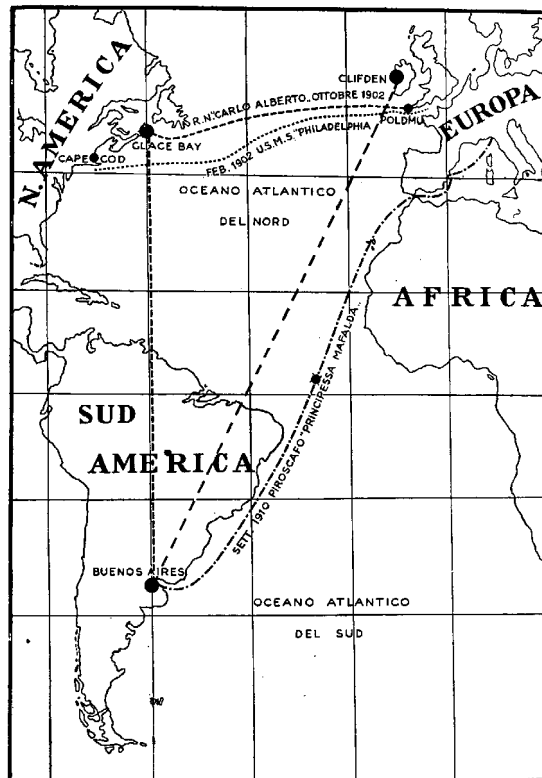 CLIFDEN
N. AMERICA
R.N. "CARLO ALBERTO" OTTOBRE 1902
POLDMU
EUROPA
GLACE BAY
CAPE COD
FEB. 1902 U.S.M.S. "PHILADELPHIA"
OCEANO ATLANTICO
DEL NORD
AFRICA
SETT. 1910 PIROSCAFO "PRINCIPESSA MAFALDA"
SUD
AMERICA
BUENOS AIRES
OCEANO ATLANTICO
DEL SUD